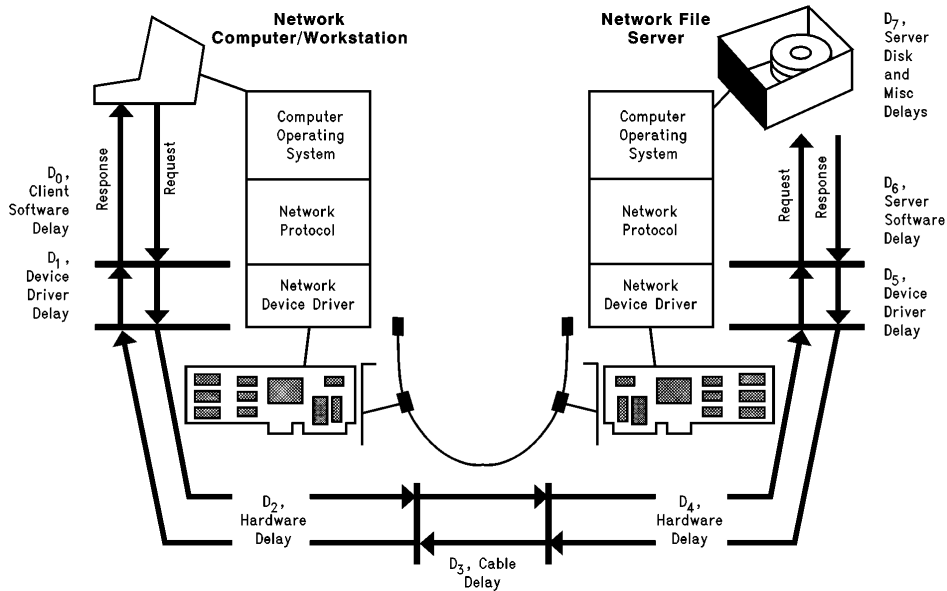 Network
Computer/Workstation
Network File
Server
D7,
Server
Disk
and
Misc
Delays
Computer
Operating
System
Network
Protocol
Network
Device Driver
Computer
Operating
System
Network
Protocol
Network
Device Driver
D0,
Client
Software
Delay
Response
Request
D1,
Device
Driver
Delay
Request
Response
D6,
Server
Software
Delay
D5,
Device
Driver
Delay
D2,
Hardware
Delay
D3, Cable
Delay
D4,
Hardware
Delay